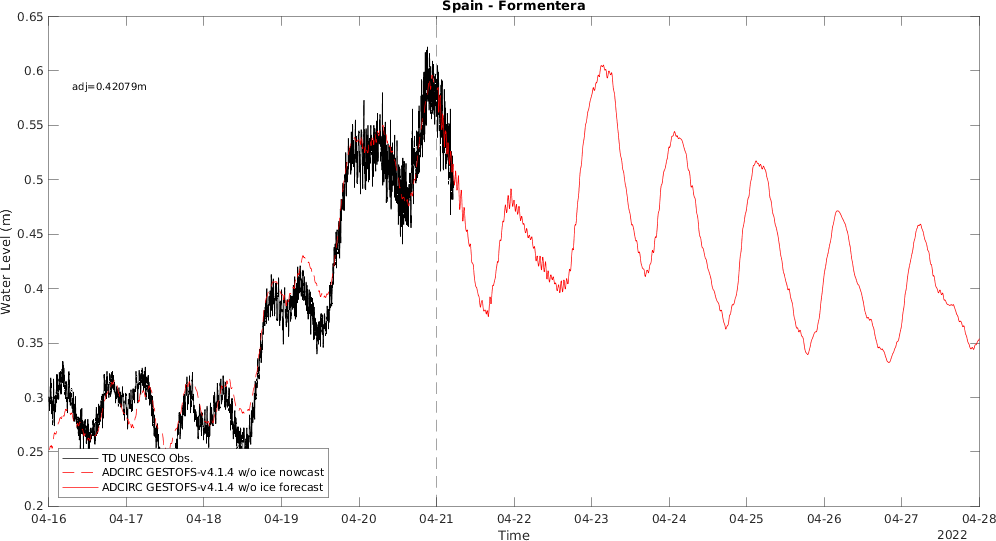 Spain - Formentera
0.65
0.6
0.55
0.5
0.45
0.4
0.35
0.3
0.25
0.2
Water Level (m)
adj=0.42079m
TD UNESCO Obs.
ADCIRC GESTOFS-v4.1.4 w/o ice nowcast
ADCIRC GESTOFS-v4.1.4 w/o ice forecast
04-16 04-17 04-18 04-19 04-20 04-21 04-22 04-23 04-24 04-25 04-26 04-27 04-28
Time
2022